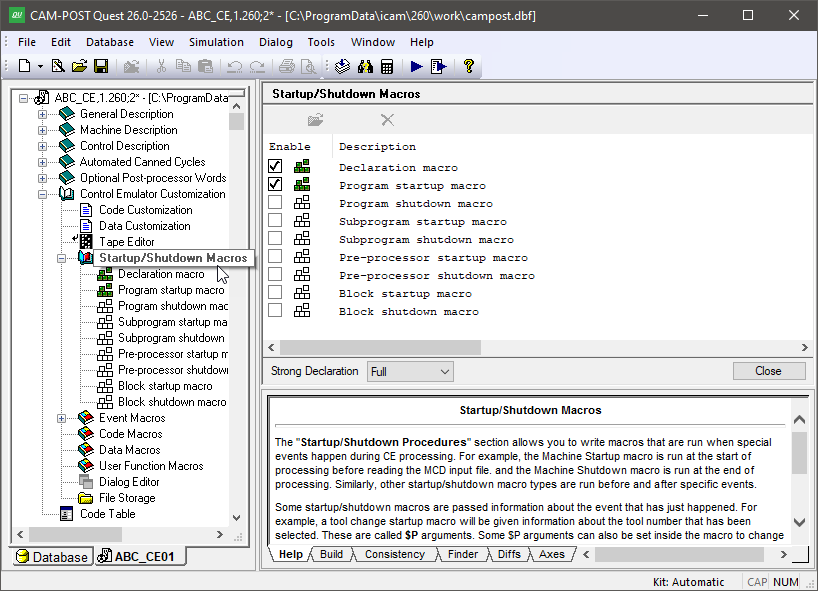 CAM-POST Quest 26.0-2526 - ABC_CE,1.260;2* - [C:\ProgramData\icam\260\work\campost.dbf]
File Edit Database View Simulation Dialog Tools Window Help
ABC_CE,1.260;2* - [C:\ProgramData
General Description
Machine Description
Control Description
Automated Canned Cycles
Optional Post-processor Words
Control Emulator Customization
Code Customization
Data Customization
Tape Editor
Startup/Shutdown Macros
Declaration macro
Program startup macro
Program shutdown mac
Subprogram startup ma
Subprogram shutdown
Pre-processor startup m
Pre-processor shutdown
Block startup macro
Block shutdown macro
Event Macros
Code Macros
Data Macros
User Function Macros
Dialog Editor
File Storage
Code Table
Database
ABC_CE01
Startup/Shutdown Macros
Enable Description
Declaration macro
Program startup macro
Program shutdown macro
Subprogram startup macro
Subprogram shutdown macro
Pre-processor startup macro
Pre-processor shutdown macro
Block startup macro
Block shutdown macro
Strong Declaration Full Close
Startup/Shutdown Macros
The "Startup/Shutdown Procedures" section allows you to write macros that are run when special
events happen during CE processing. For example, the Machine Startup macro is run at the start of
processing before reading the MCD input file. and the Machine Shutdown macro is run at the end of
processing. Similarly, other startup/shutdown macro types are run before and after specific events.
Some startup/shutdown macros are passed information about the event that has just happened. For
example, a tool change startup macro will be given information about the tool number that has been
selected. These are called $P arguments. Some $P arguments can also be set inside the macro to change
Help Build Consistency Finder Diffs Axes
Kit: Automatic CAP NUM